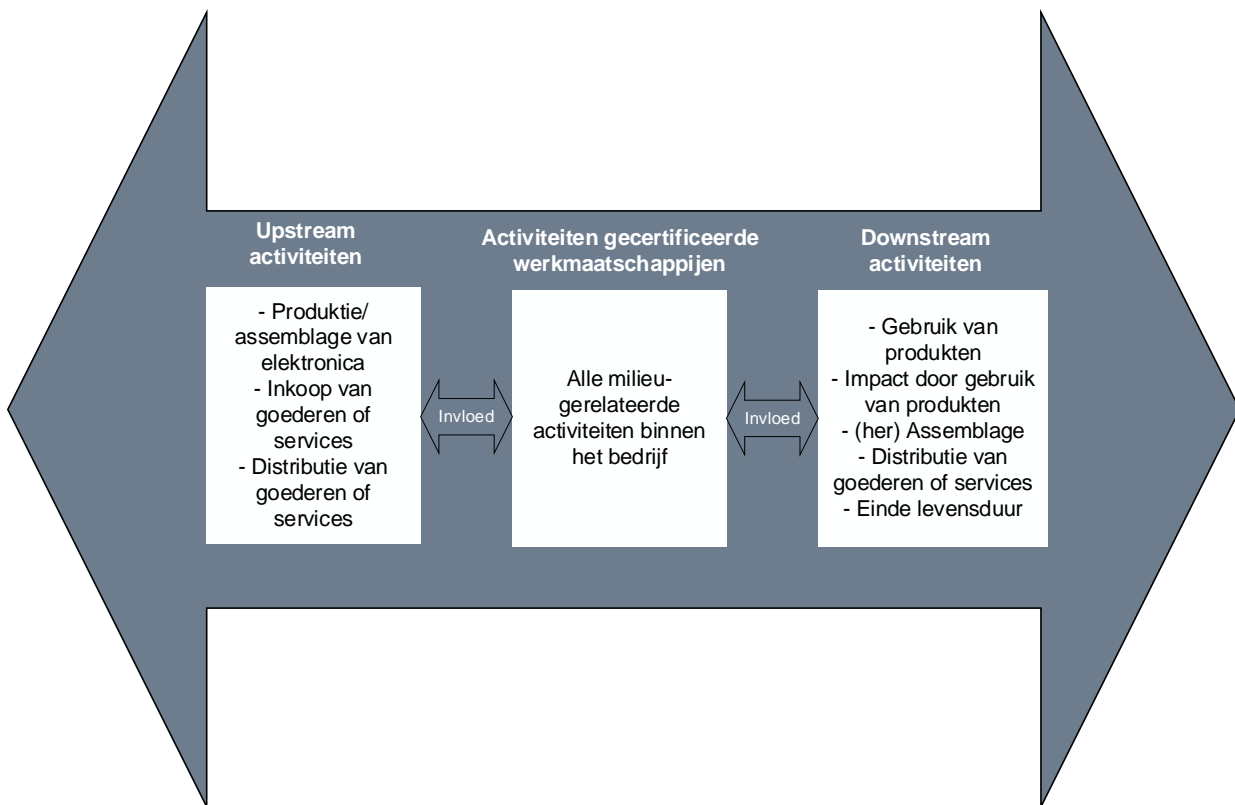 Upstream
activiteiten
- Produktie/
assemblage van
elektronica
- Inkoop van
goederen of
services
- Distributie van
goederen of
services
Invloed
Activiteiten gecertificeerde
werkmaatschappijen
Alle milieu-
gerelateerde
activiteiten binnen
het bedrijf
Invloed
Downstream
activiteiten
- Gebruik van
produkten
- Impact door gebruik
van produkten
- (her) Assemblage
- Distributie van
goederen of services
- Einde levensduur